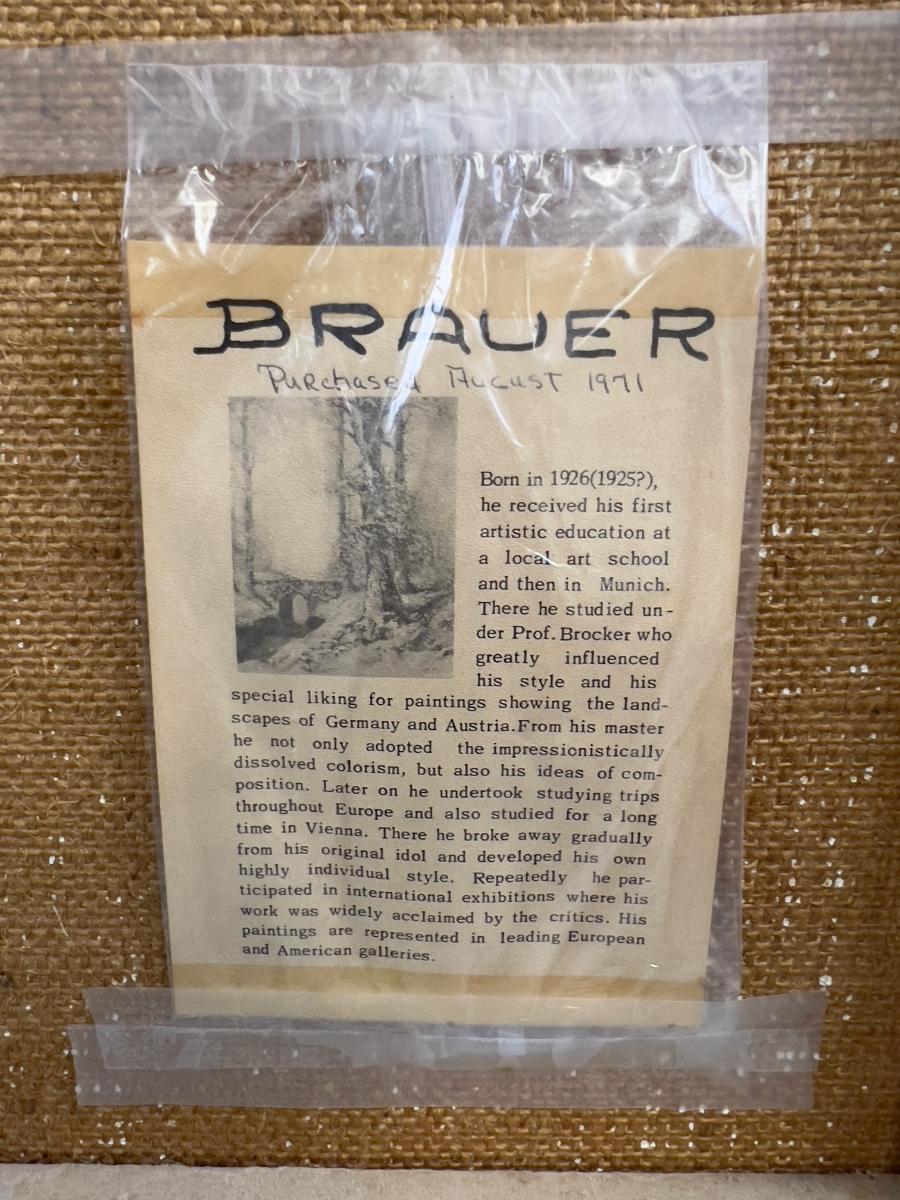 BRAUER
Purchased August 1971
Born in 1926(1925?),
he received his first
artistic education at
a local art school
and then in Munich.
There he studied un-
der Prof. Brocker who
greatly influenced
his style and his
special liking for paintings showing the land-
scapes of Germany and Austria.From his master
he not only adopted the impressionistically
dissolved colorism, but also his ideas of com-
position. Later on he undertook studying trips
throughout Europe and also studied for a long
time in Vienna. There he broke away gradually
from his original idol and developed his own
highly individual style. Repeatedly he par-
ticipated in international exhibitions where his
work was widely acclaimed by the critics. His
paintings are represented in leading European
and American galleries.